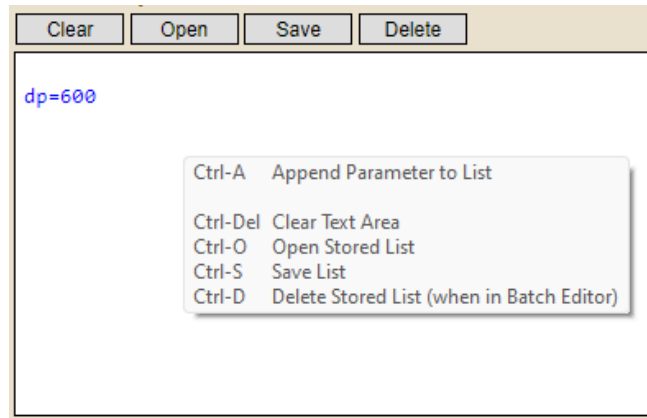 Clear Open Save Delete
dp=600
Ctrl-A Append Parameter to List
Ctrl-Del Clear Text Area
Ctrl-O Open Stored List
Ctrl-S Save List
Ctrl-D Delete Stored List (when in Batch Editor)